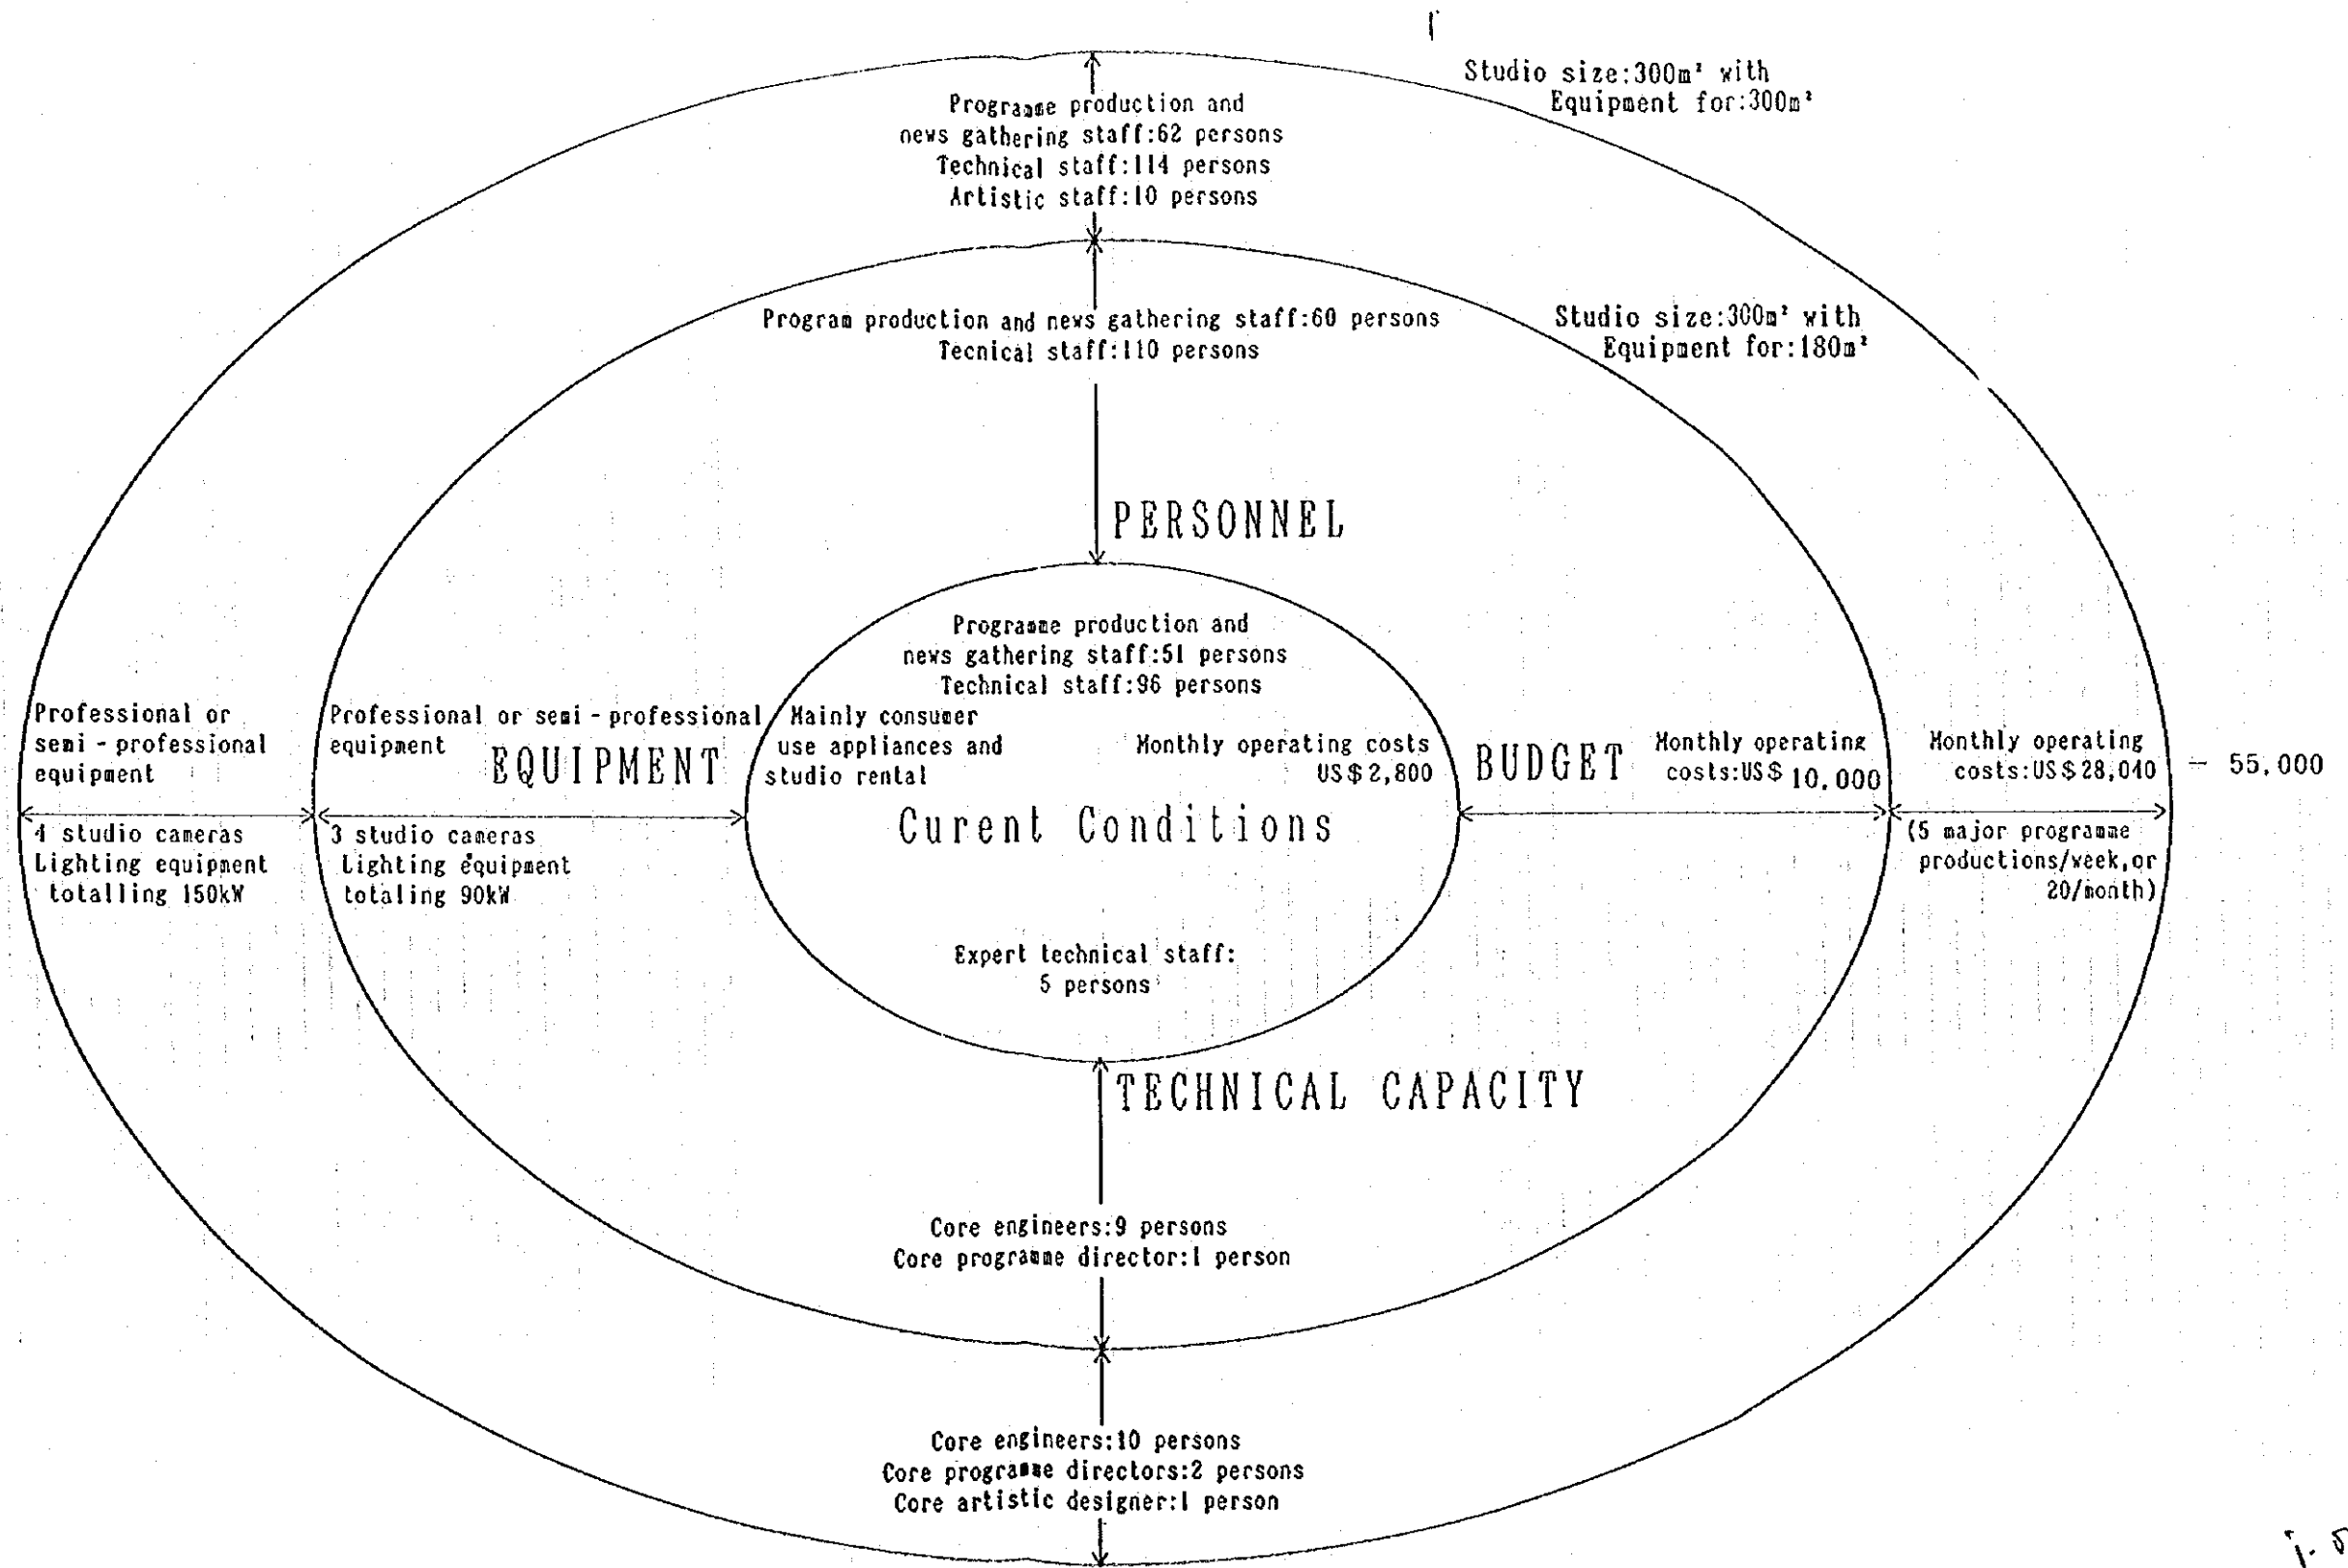 Studio size:300m² with
Equipment for:300m²
Programme production and
news gathering staff:62 persons
Technical staff:114 persons
Artistic staff:10 persons
Program production and news gathering staff:60 persons
Tecnical staff:110 persons
Studio size:300m² with
Equipment for:180m²
PERSONNEL
Programme production and
news gathering staff:51 persons
Technical staff:96 persons
Professional or
semi-professional
equipment
4 studio cameras
Lighting equipment
totalling 150kW
Professional or semi-professional
equipment
EQUIPMENT
3 studio cameras
Lighting equipment
totaling 90kW
Mainly consumer
use appliances and
studio rental
Monthly operating costs
US$2,800
Curent Conditions
BUDGET
Monthly operating
costs:US$ 10,000
Monthly operating
costs:US$28,040 - 55,000
(5 major programme
productions/week,or
20/month)
Expert technical staff:
5 persons
TECHNICAL CAPACITY
Core engineers:9 persons
Core programme director:1 person
Core engineers:10 persons
Core programme directors:2 persons
Core artistic designer:1 person